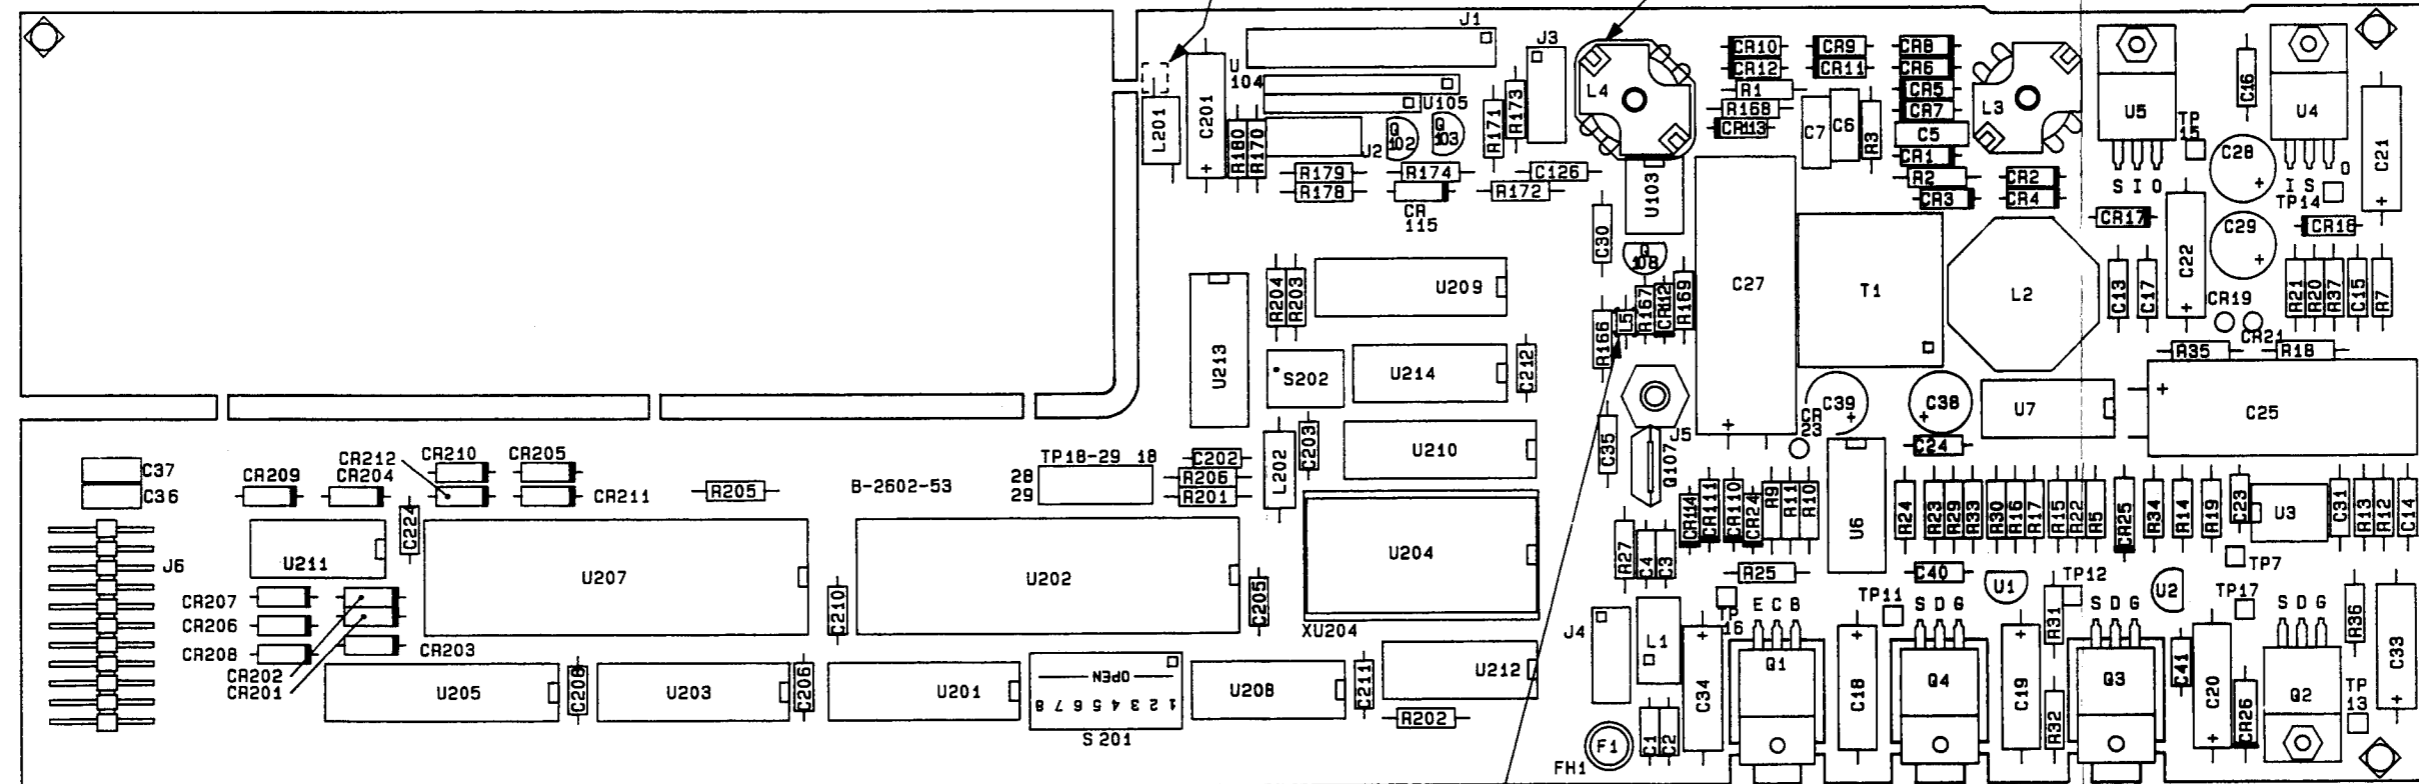 J1
J3
U
104
U105
J2
L201
C201
R180
R170
Q
102
Q
103
R171
R173
R179
R178
R174
CR
115
R172
C126
L4
CR10
CR12
R1
R168
CR113
CR9
CR11
C7
C6
R3
CR8
CR6
CR5
CR7
C5
CR1
R2
CR3
CR2
CR4
L3
U5
S I O
TP
15
C16
U4
I S O
TP14
C21
C28
C29
CR17
CR18
C22
C13
C17
CR19
CR21
R21
R20
R37
C15
R7
R35
R18
U103
C30
Q
108
R166
L5
R167
CR112
R169
C27
T1
L2
U209
R204
R203
U213
S202
U214
C212
C203
L202
U210
C35
J5
Q107
C39
C38
CR
23
C24
U7
C25
C37
C36
CR209
CR212
CR204
CR210
CR205
CR211
R205
B-2602-53
TP18-29 18
28
29
C202
R206
R201
J6
U211
C224
U207
C210
U202
C205
U204
XU204
CR207
CR206
CR208
CR202
CR201
CR203
U205
C208
U203
C206
U201
OPEN
1 2 3 4 5 6 7 8
S201
U208
C211
U212
R202
R27
C4
C3
CR114
CR111
CR110
CR24
R9
R11
R10
R25
U6
R24
R23
R29
R33
R30
R16
R17
R15
R22
R5
CR25
R34
R14
R19
C23
U3
C31
R13
R12
C14
C40
U1
TP12
TP7
U2
TP17
TP11
TP
16
J4
L1
C34
E C B
Q1
C18
S D G
Q4
C19
R31
R32
S D G
Q3
C41
C20
CR26
S D G
Q2
R36
TP
13
C33
F1
FH1
C1
C2